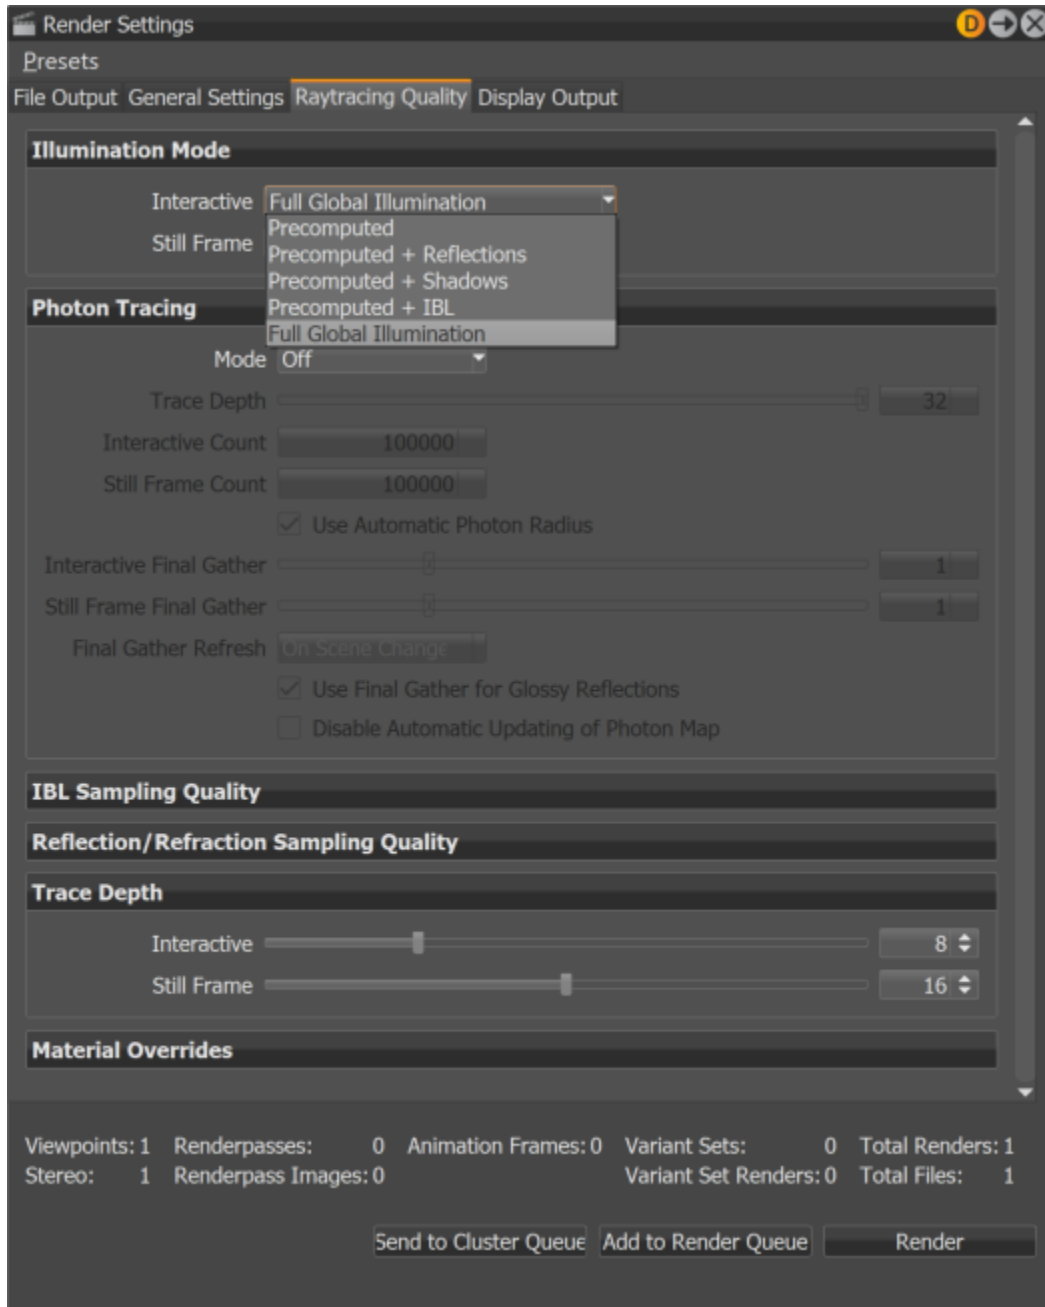 Render Settings D
Presets
File Output General Settings Raytracing Quality Display Output
Illumination Mode
Interactive Full Global Illumination
Precomputed
Still Frame
Precomputed + Reflections
Precomputed + Shadows
Precomputed + IBL
Full Global Illumination
Photon Tracing
Mode Off
Trace Depth 32
Interactive Count 100000
Still Frame Count 100000
Use Automatic Photon Radius
Interactive Final Gather 1
Still Frame Final Gather 1
Final Gather Refresh On Scene Change
Use Final Gather for Glossy Reflections
Disable Automatic Updating of Photon Map
IBL Sampling Quality
Reflection/Refraction Sampling Quality
Trace Depth
Interactive 8
Still Frame 16
Material Overrides
Viewpoints: 1 Renderpasses: 0 Animation Frames: 0 Variant Sets: 0 Total Renders: 1
Stereo: 1 Renderpass Images: 0 Variant Set Renders: 0 Total Files: 1
Send to Cluster Queue Add to Render Queue Render